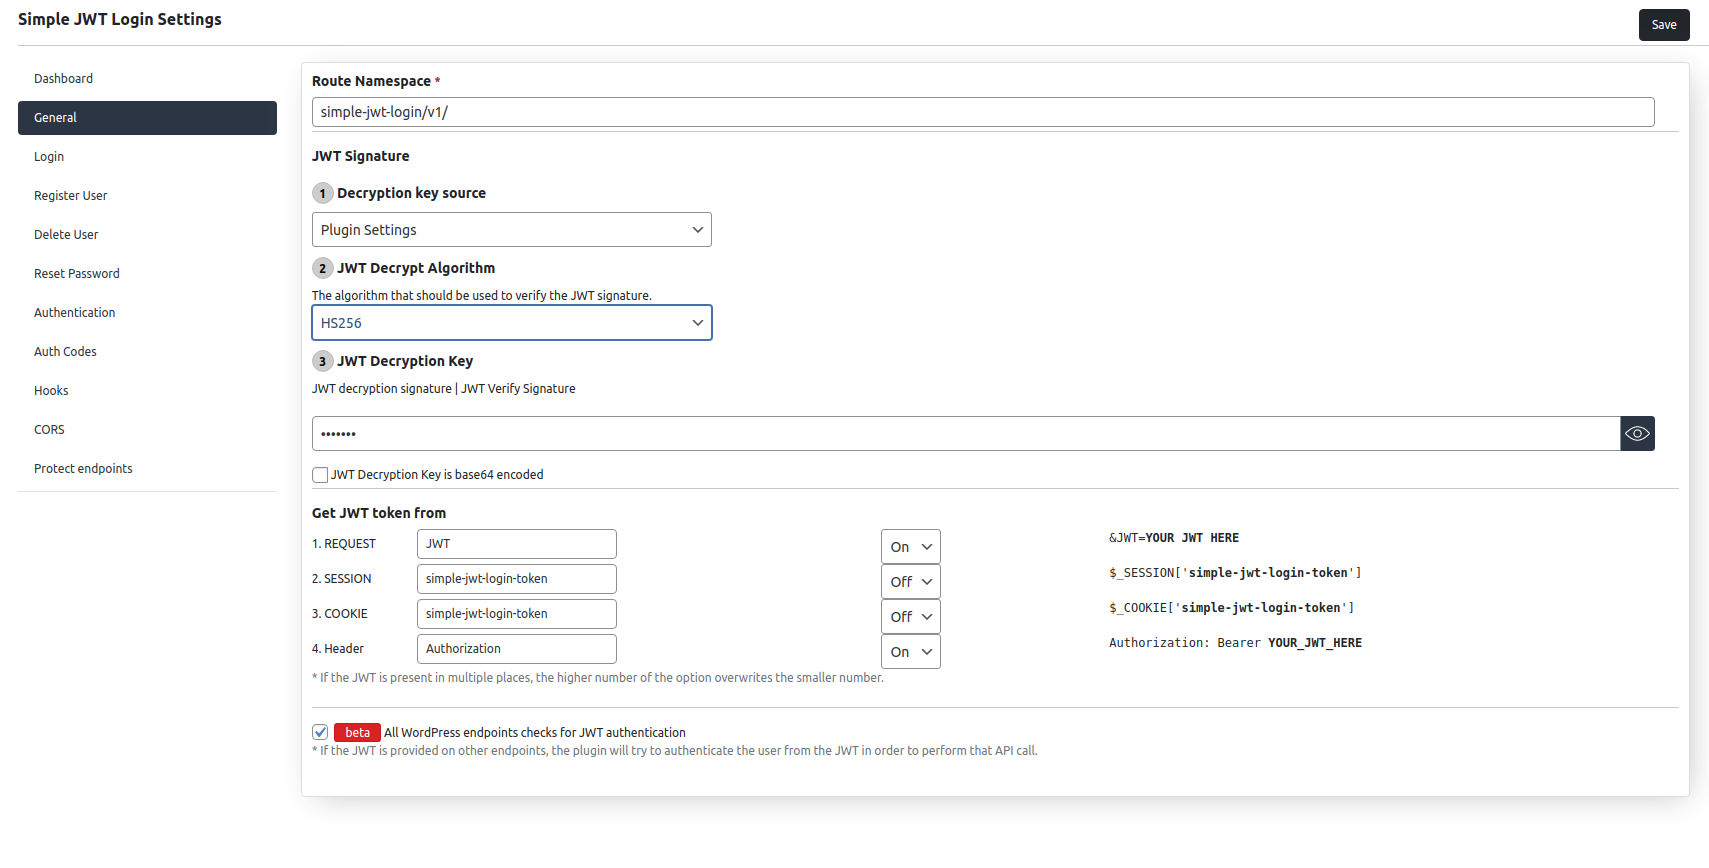 Simple JWT Login Settings
Save
Dashboard
General
Login
Register User
Delete User
Reset Password
Authentication
Auth Codes
Hooks
CORS
Protect endpoints
Route Namespace *
simple-jwt-login/v1/
JWT Signature
1 Decryption key source
Plugin Settings
2 JWT Decrypt Algorithm
The algorithm that should be used to verify the JWT signature.
HS256
3 JWT Decryption Key
JWT decryption signature | JWT Verify Signature
•••••••
JWT Decryption Key is base64 encoded
Get JWT token from
1. REQUEST JWT On &JWT=YOUR JWT HERE
2. SESSION simple-jwt-login-token Off $_SESSION['simple-jwt-login-token']
3. COOKIE simple-jwt-login-token Off $_COOKIE['simple-jwt-login-token']
4. Header Authorization On Authorization: Bearer YOUR_JWT_HERE
* If the JWT is present in multiple places, the higher number of the option overwrites the smaller number.
beta All WordPress endpoints checks for JWT authentication
* If the JWT is provided on other endpoints, the plugin will try to authenticate the user from the JWT in order to perform that API call.